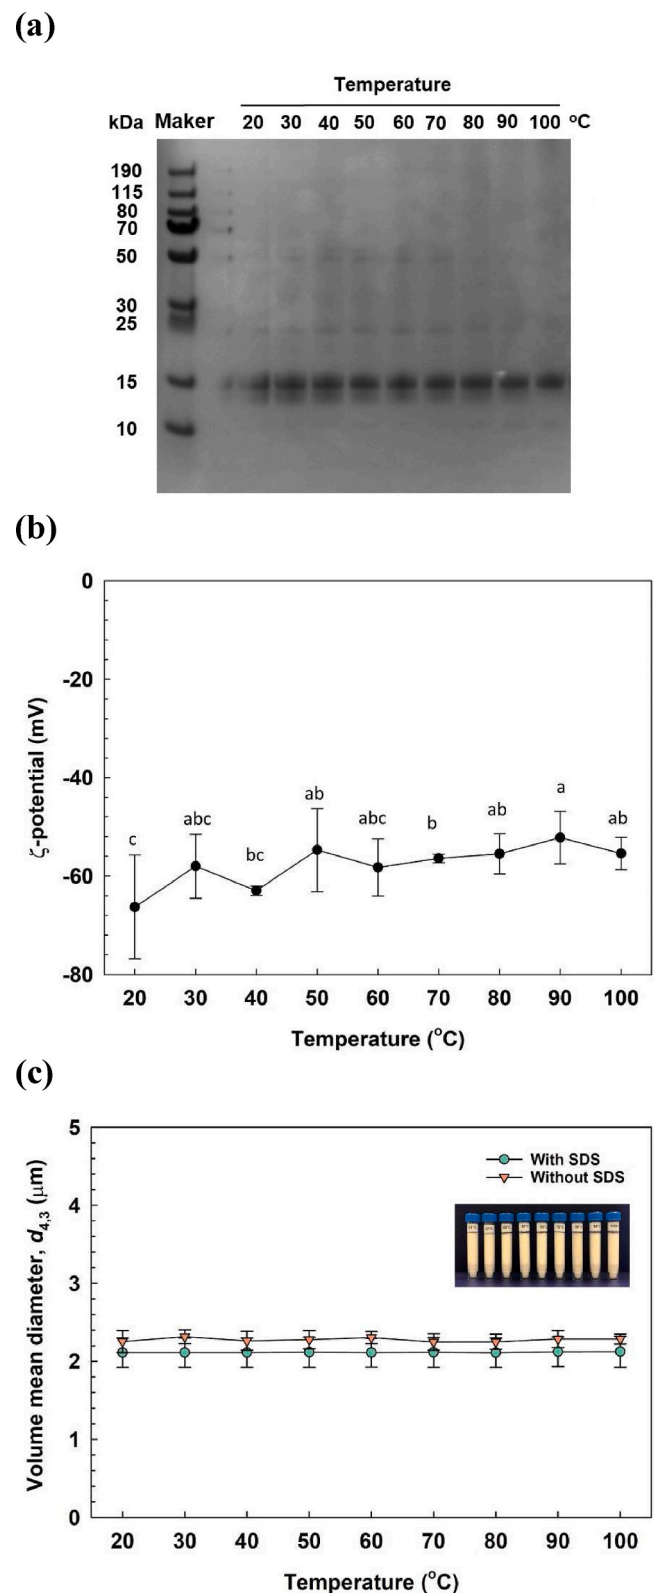 (a)
Temperature
kDa Maker 20 30 40 50 60 70 80 90 100 ºC
190
115
80
70
50
30
25
15
10
(b)
0
-20
-40
-60
-80
ζ-potential (mV)
c
abc
bc
ab
abc
b
ab
a
ab
20 30 40 50 60 70 80 90 100
Temperature (ºC)
(c)
5
4
3
2
1
0
Volume mean diameter, d4,3 (μm)
With SDS
Without SDS
20 30 40 50 60 70 80 90 100
Temperature (ºC)